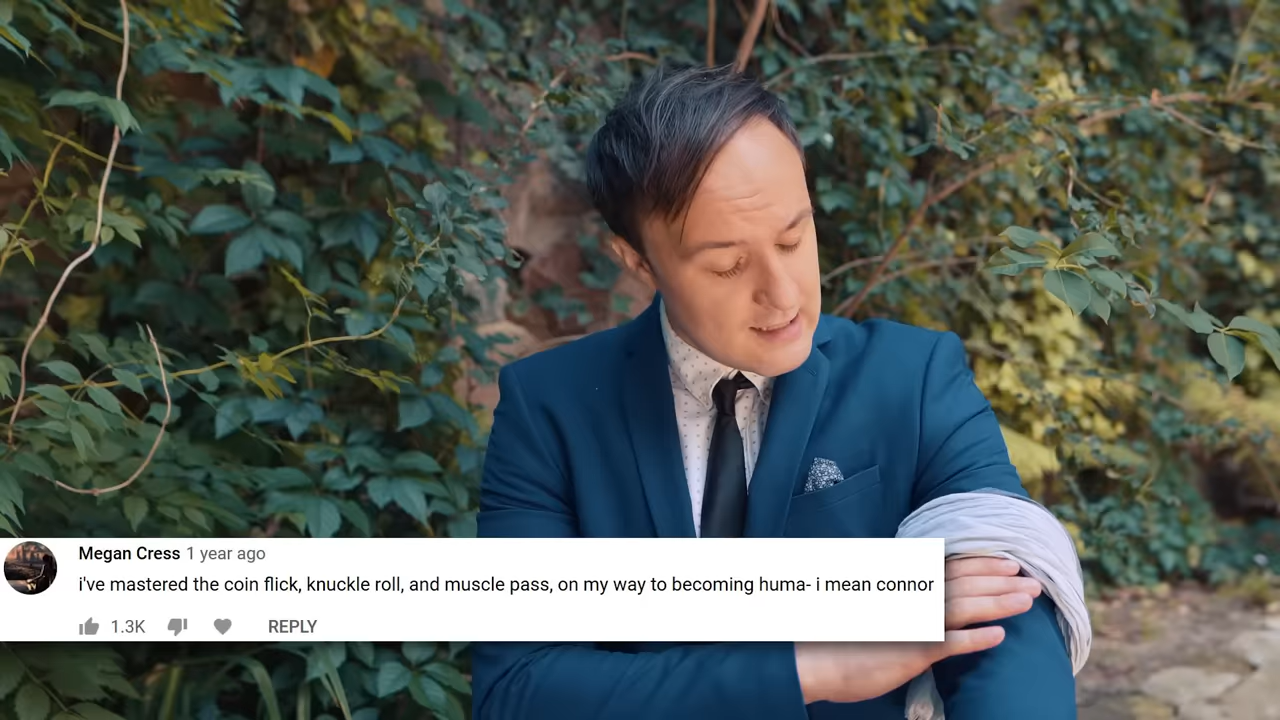 Megan Cress 1 year ago
i've mastered the coin flick, knuckle roll, and muscle pass, on my way to becoming huma- i mean connor
1.3K REPLY